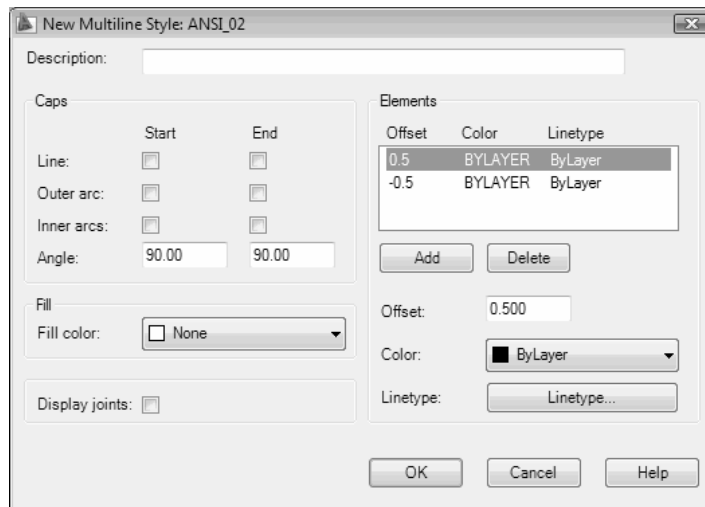 New Multiline Style: ANSI_02
Description:
Caps
Start End
Line:
Outer arc:
Inner arcs:
Angle: 90.00 90.00
Fill
Fill color: None
Display joints:
Elements
Offset Color Linetype
0.5 BYLAYER ByLayer
-0.5 BYLAYER ByLayer
Add Delete
Offset: 0.500
Color: ByLayer
Linetype: Linetype...
OK Cancel Help